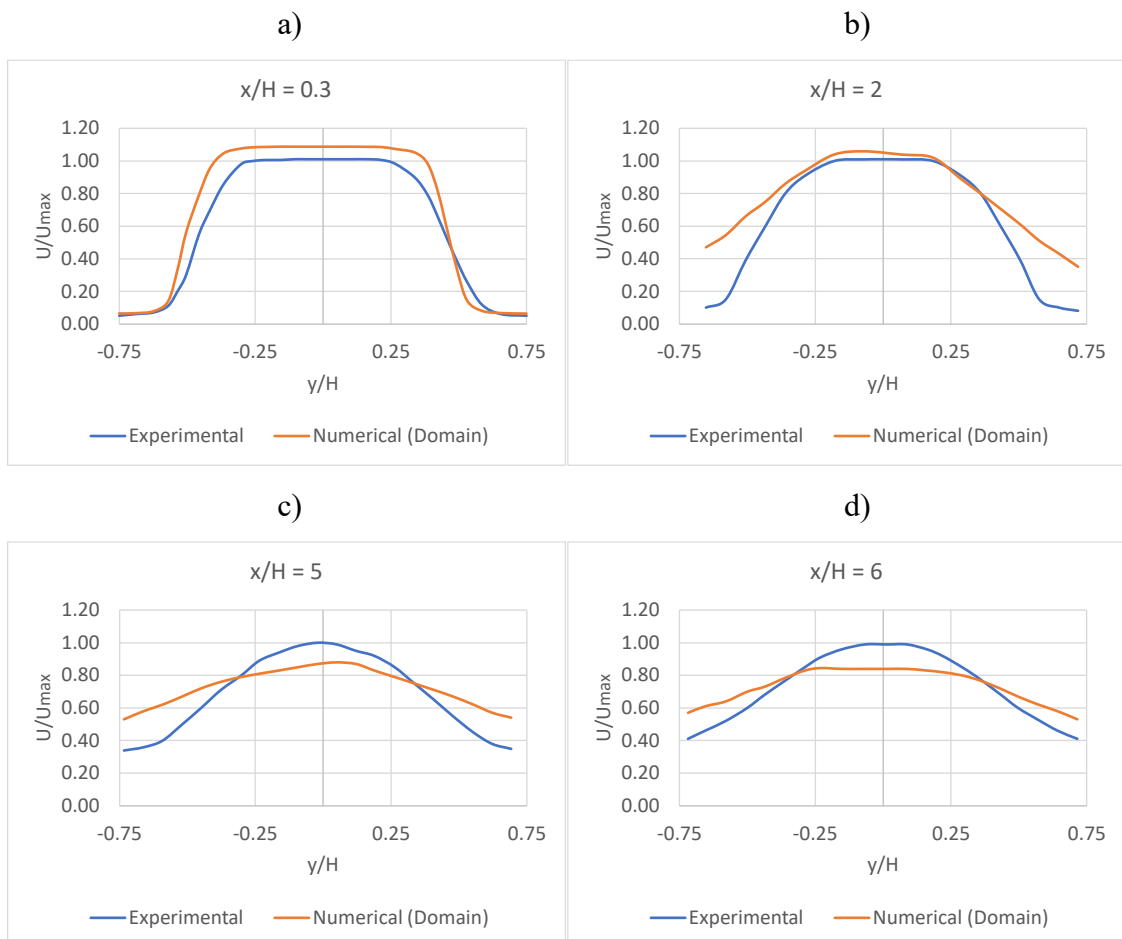 a)
x/H = 0.3
U/Umax
1.20
1.00
0.80
0.60
0.40
0.20
0.00
-0.75 -0.25 0.25 0.75
y/H
Experimental Numerical (Domain)
b)
x/H = 2
U/Umax
1.20
1.00
0.80
0.60
0.40
0.20
0.00
-0.75 -0.25 0.25 0.75
y/H
Experimental Numerical (Domain)
c)
x/H = 5
U/Umax
1.20
1.00
0.80
0.60
0.40
0.20
0.00
-0.75 -0.25 0.25 0.75
y/H
Experimental Numerical (Domain)
d)
x/H = 6
U/Umax
1.20
1.00
0.80
0.60
0.40
0.20
0.00
-0.75 -0.25 0.25 0.75
y/H
Experimental Numerical (Domain)